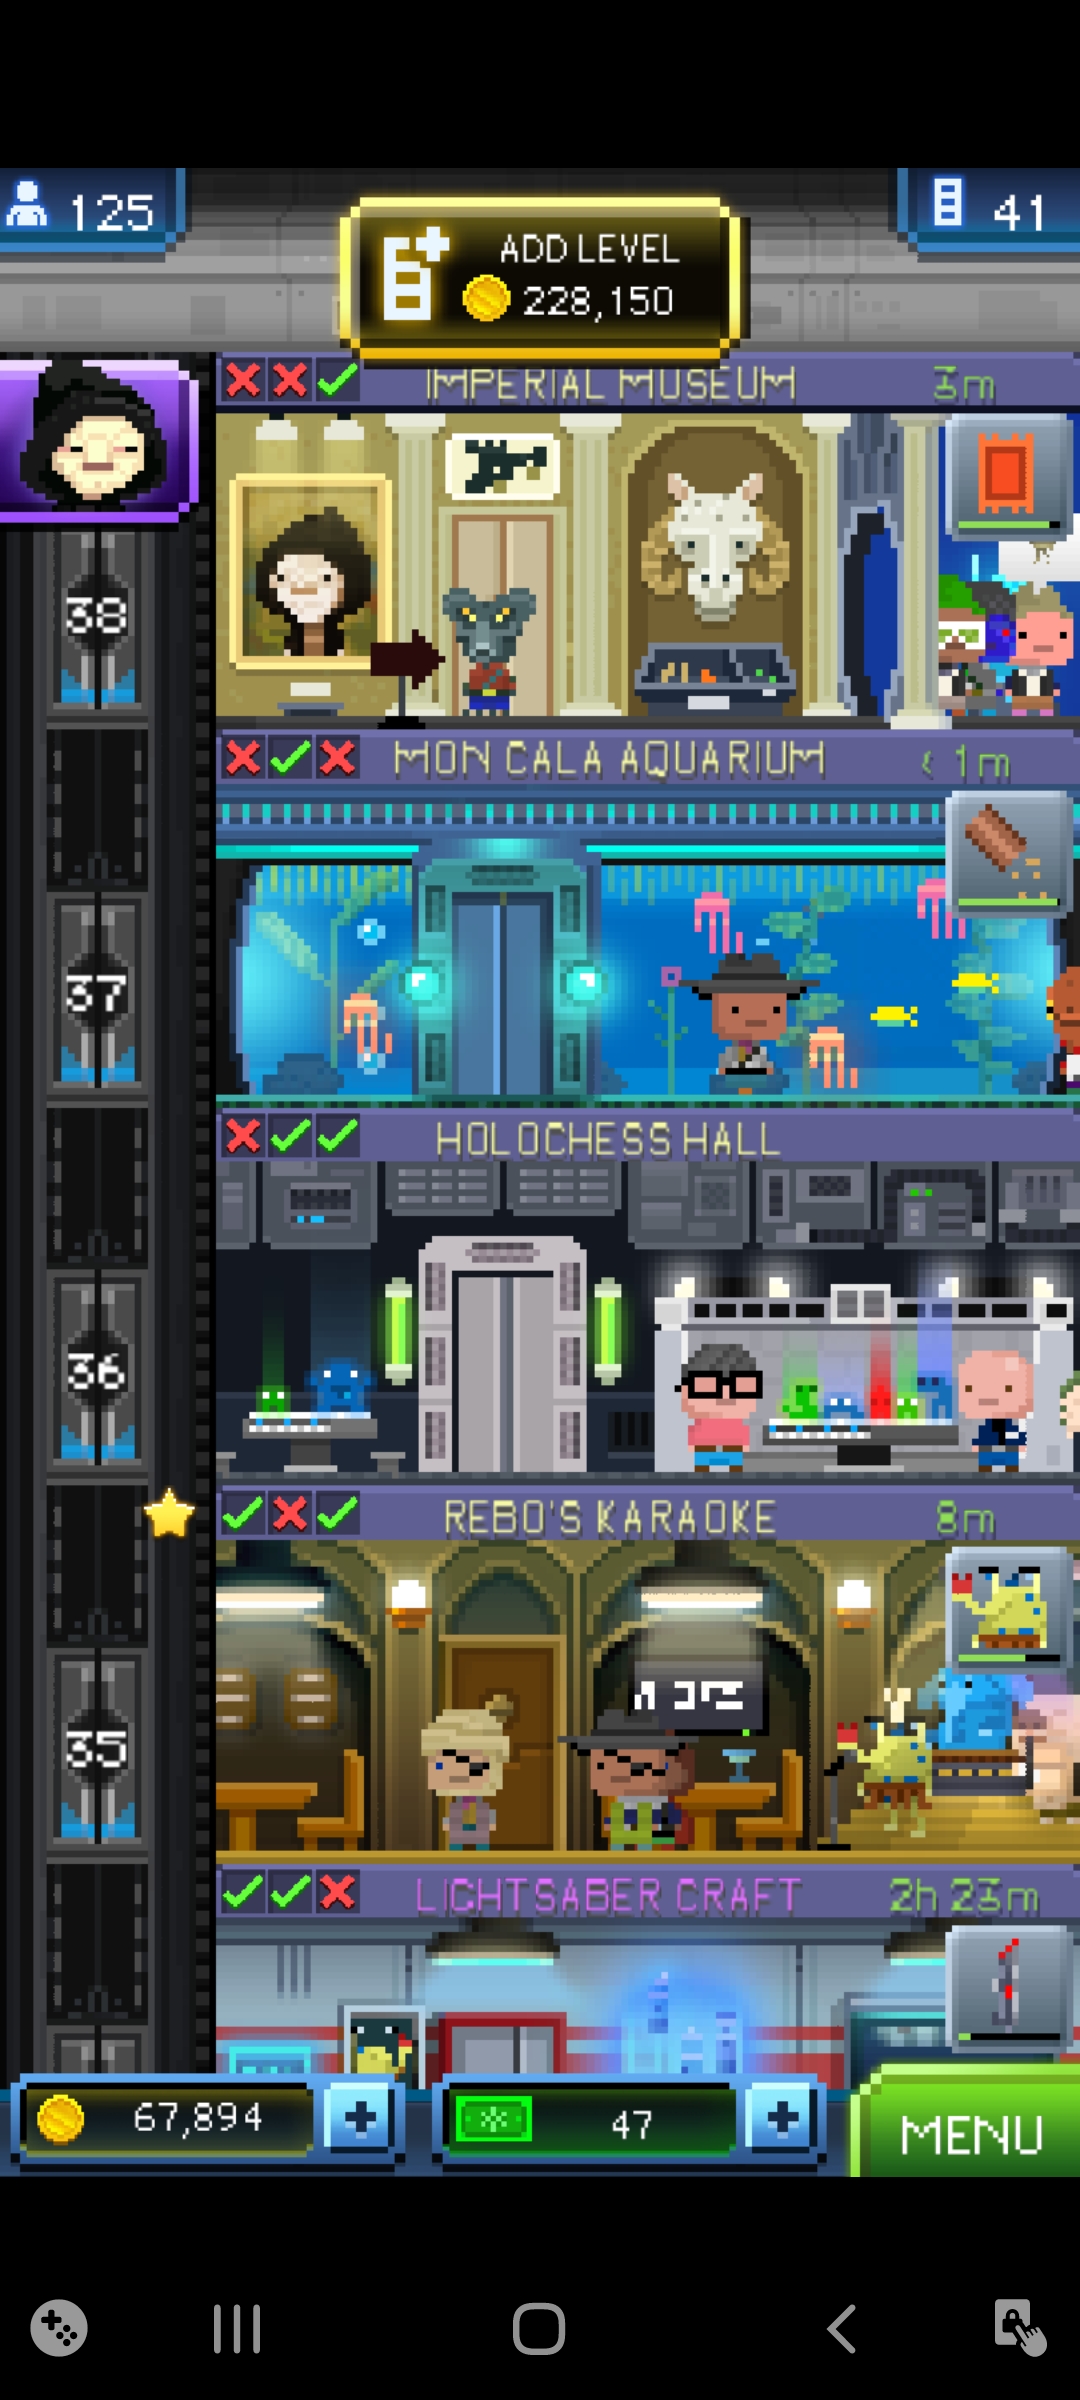 125
41
ADD LEVEL
228,150
IMPERIAL MUSEUM 3m
38
MON CALA AQUARIUM < 1m
37
HOLOCHESS HALL
36
REBO'S KARAOKE 8m
35
LIGHTSABER CRAFT 2h 23m
67,894
47
MENU